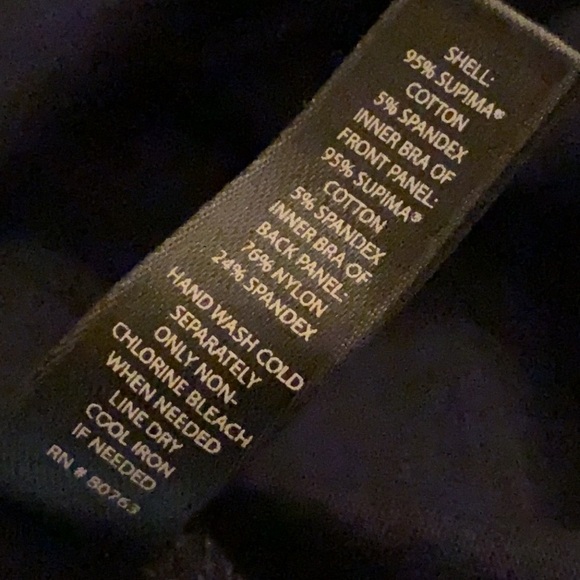 SHELL:
95% SUPIMA®
COTTON
5% SPANDEX
INNER BRA OF
FRONT PANEL:
95% SUPIMA®
COTTON
5% SPANDEX
INNER BRA OF
BACK PANEL:
76% NYLON
24% SPANDEX
HAND WASH COLD
SEPARATELY
ONLY NON-
CHLORINE BLEACH
WHEN NEEDED
LINE DRY
COOL IRON
IF NEEDED
RN # 80763